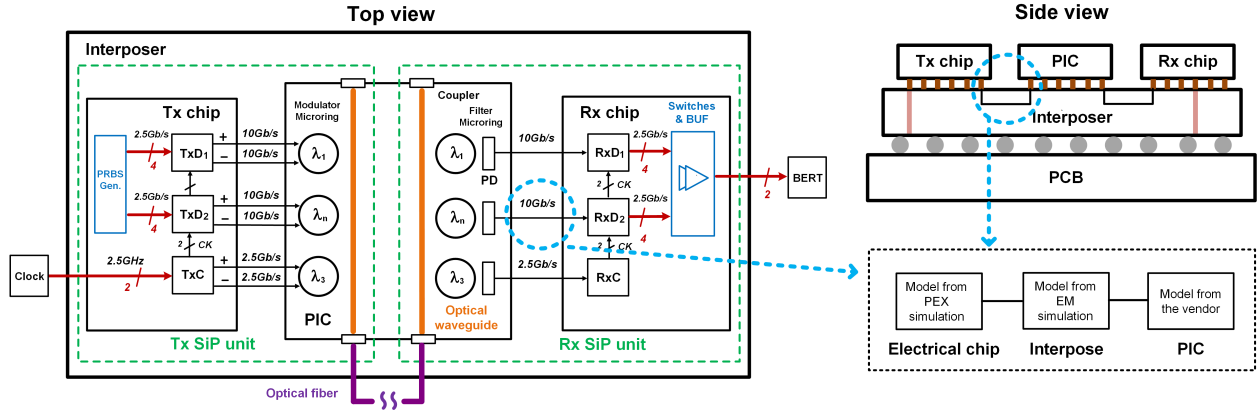 Top view
Side view
Interposer
Tx chip
PRBS
Gen.
2.5Gb/s
4
TxD1
+
10Gb/s
−
10Gb/s
2.5Gb/s
4
TxD2
+
10Gb/s
−
10Gb/s
2
CK
Clock
2.5GHz
2
TxC
+
2.5Gb/s
−
2.5Gb/s
Tx SiP unit
Modulator
Microring
λ1
λn
λ3
PIC
Coupler
Filter
Microring
λ1
PD
λn
λ3
Optical
waveguide
10Gb/s
10Gb/s
2.5Gb/s
Rx chip
RxD1
2
CK
RxD2
2
CK
RxC
2.5Gb/s
4
2.5Gb/s
4
Switches
& BUF
2
BERT
Rx SiP unit
Optical fiber
Tx chip
PIC
Rx chip
Interposer
PCB
Model from
PEX
simulation
Model from
EM
simulation
Model from
the vendor
Electrical chip
Interpose
PIC